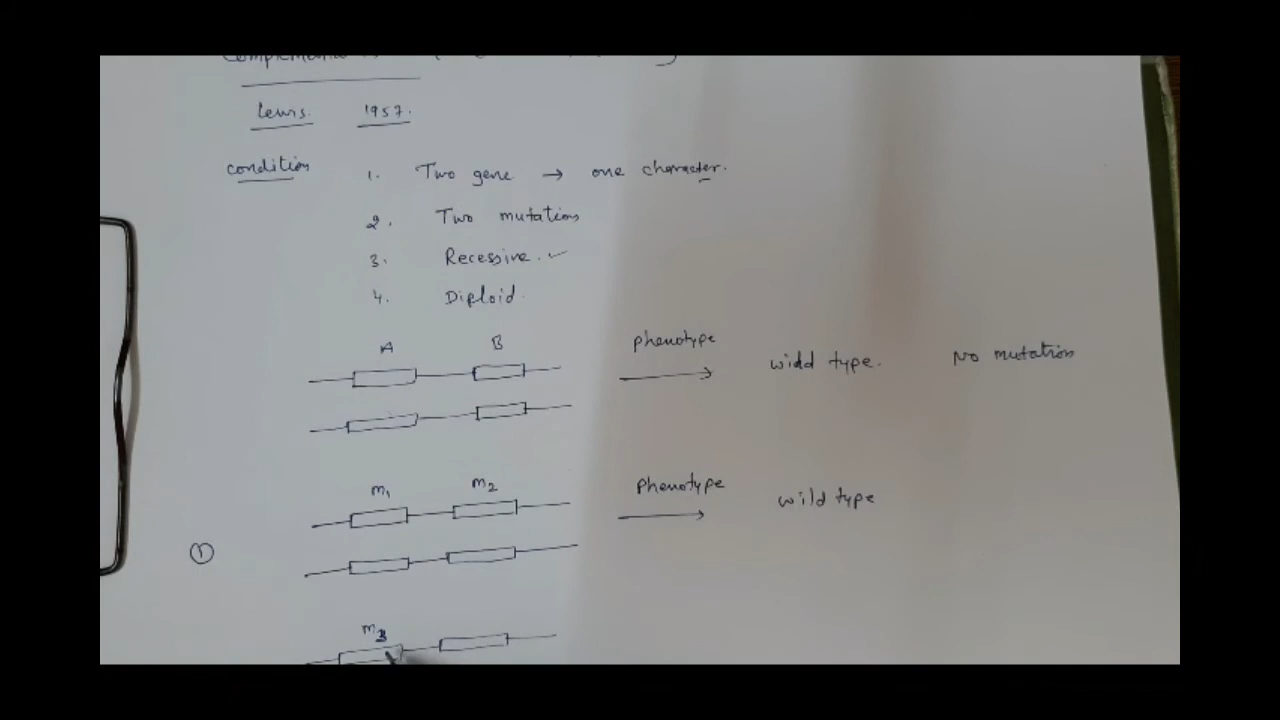 Lewis. 1957.
condition 1. Two gene → one character.
2. Two mutations
3. Recessive. ✓
4. Diploid.
A B phenotype widd type. No mutation
m1 m2 phenotype wild type
1
m3